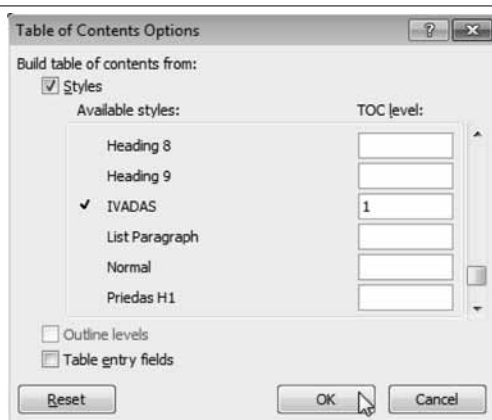 Table of Contents Options
Build table of contents from:
Styles
Available styles: TOC level:
Heading 8
Heading 9
IVADAS 1
List Paragraph
Normal
Priedas H1
Outline levels
Table entry fields
Reset OK Cancel